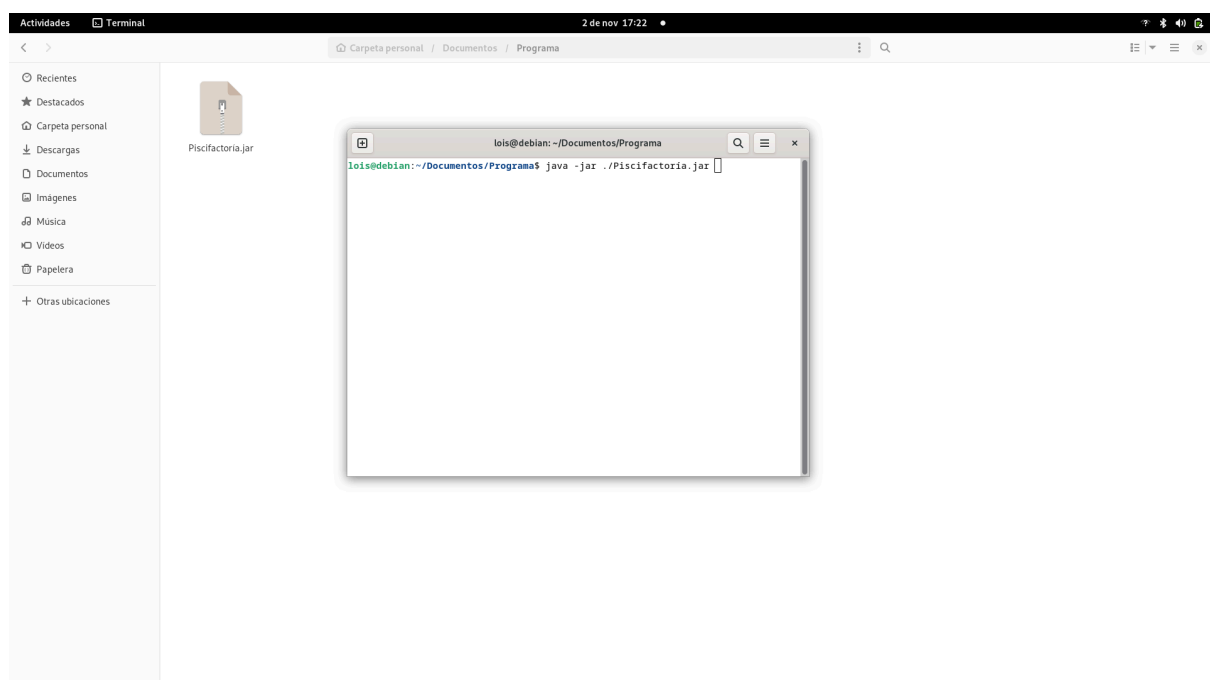 Actividades Terminal 2 de nov 17:22
Carpeta personal / Documentos / Programa
Recientes
Destacados
Carpeta personal
Descargas
Documentos
Imágenes
Música
Vídeos
Papelera
Otras ubicaciones
Piscifactoria.jar
lois@debian: ~/Documentos/Programa
lois@debian:~/Documentos/Programa$ java -jar ./Piscifactoria.jar